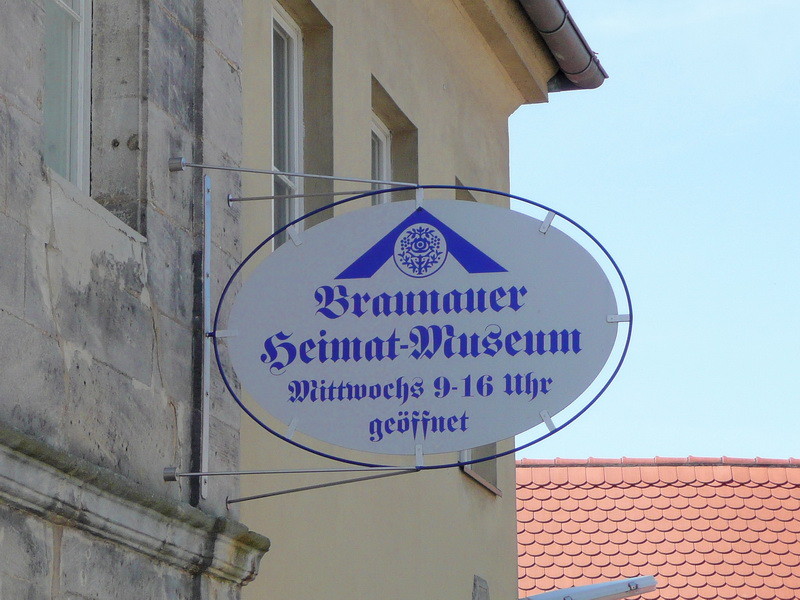 Braunauer
Heimat-Museum
Mittwochs 9-16 Uhr
geöffnet